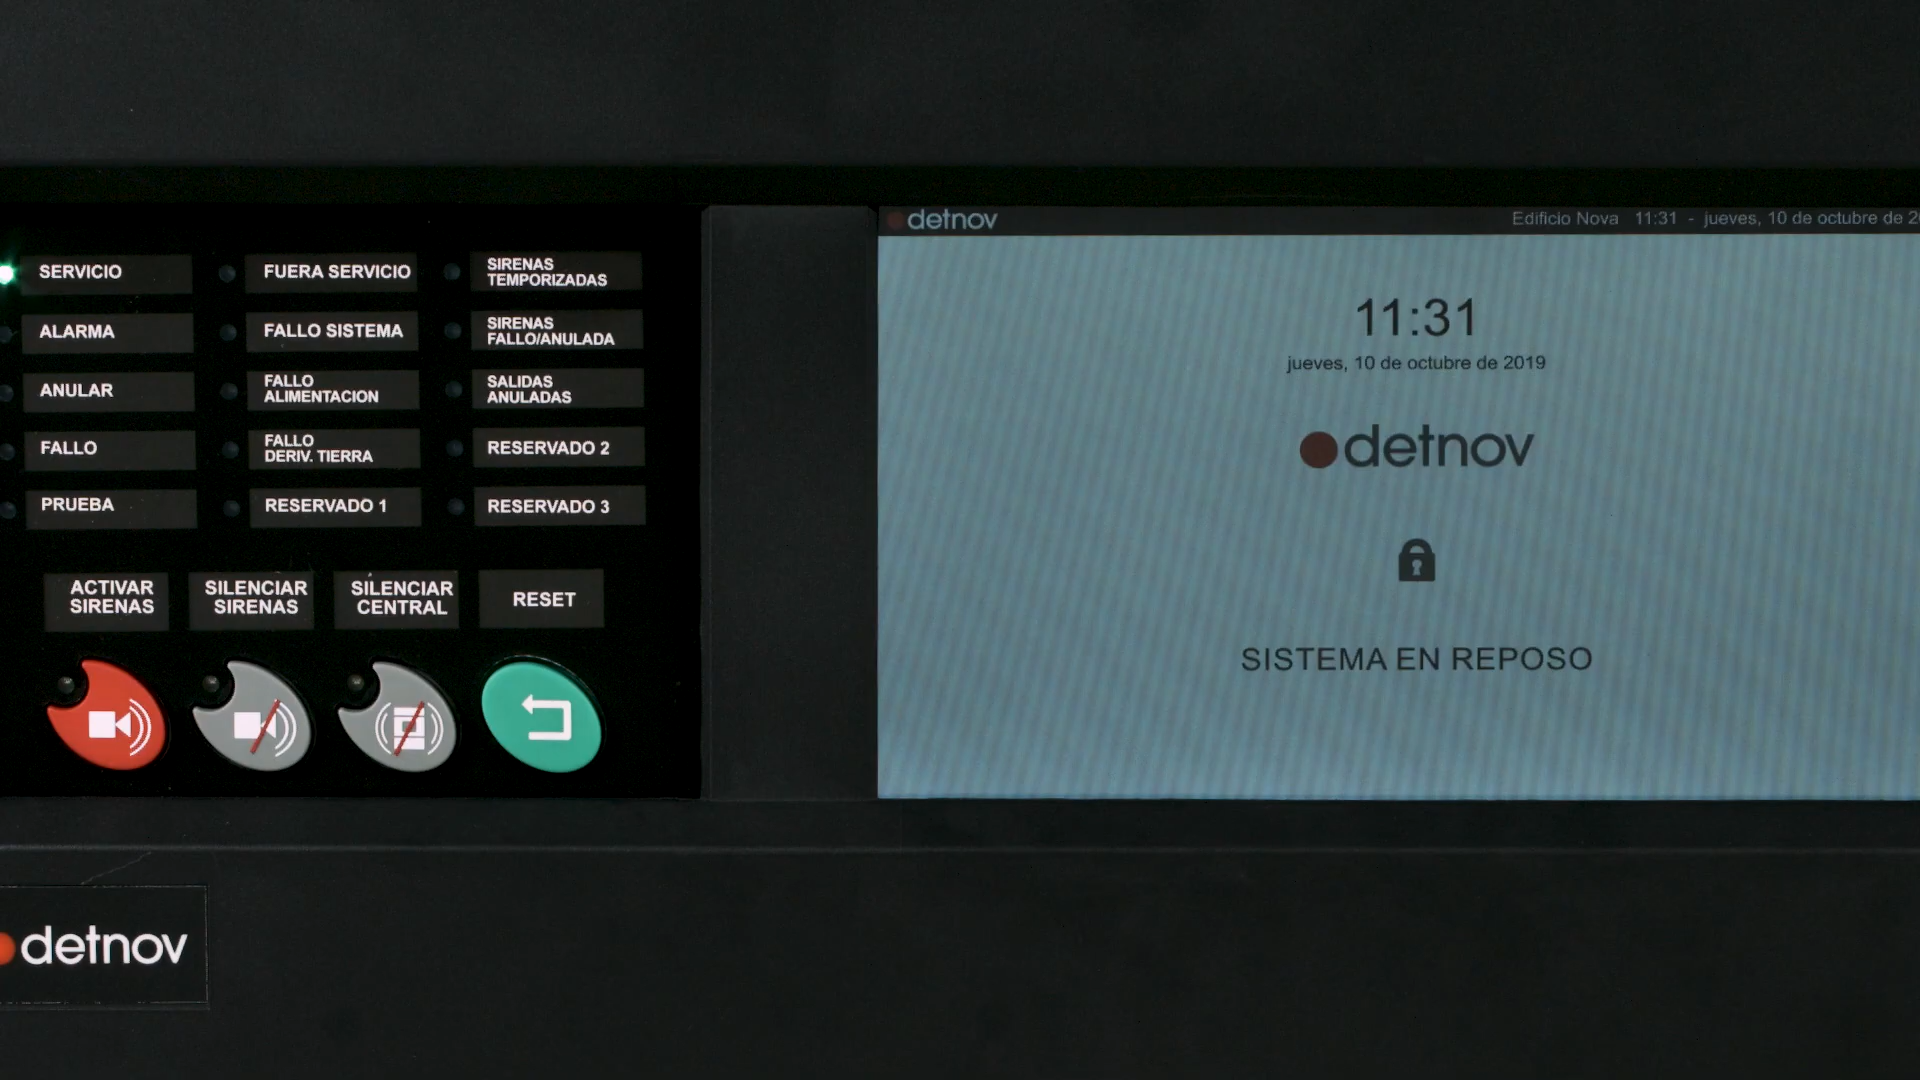 SERVICIO
FUERA SERVICIO
SIRENAS
TEMPORIZADAS
ALARMA
FALLO SISTEMA
SIRENAS
FALLO/ANULADA
ANULAR
FALLO
ALIMENTACION
SALIDAS
ANULADAS
FALLO
FALLO
DERIV. TIERRA
RESERVADO 2
PRUEBA
RESERVADO 1
RESERVADO 3
ACTIVAR
SIRENAS
SILENCIAR
SIRENAS
SILENCIAR
CENTRAL
RESET
detnov
detnov
Edificio Nova 11:31 - jueves, 10 de octubre de
11:31
jueves, 10 de octubre de 2019
detnov
SISTEMA EN REPOSO